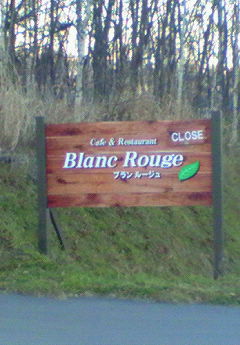 Cafe & Restaurant
CLOSE
Blanc Rouge
ブラン ルージュ